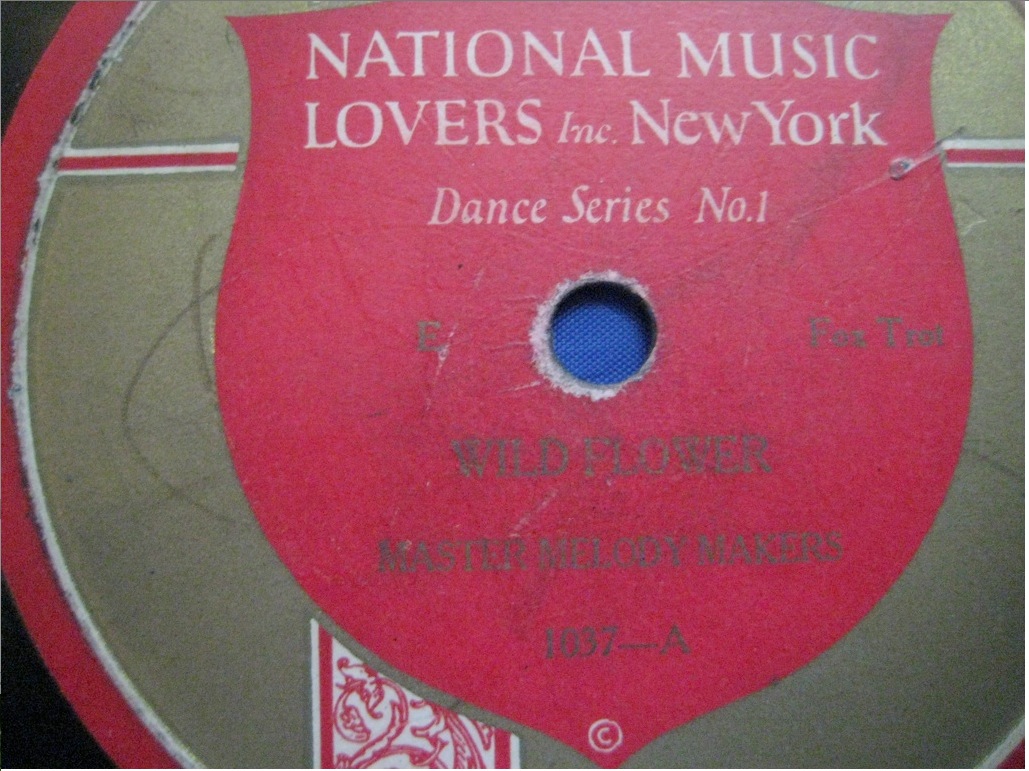 NATIONAL MUSIC
LOVERS Inc. New York
Dance Series No.1
E Fox Trot
WILD FLOWER
MASTER MELODY MAKERS
1037—A
©